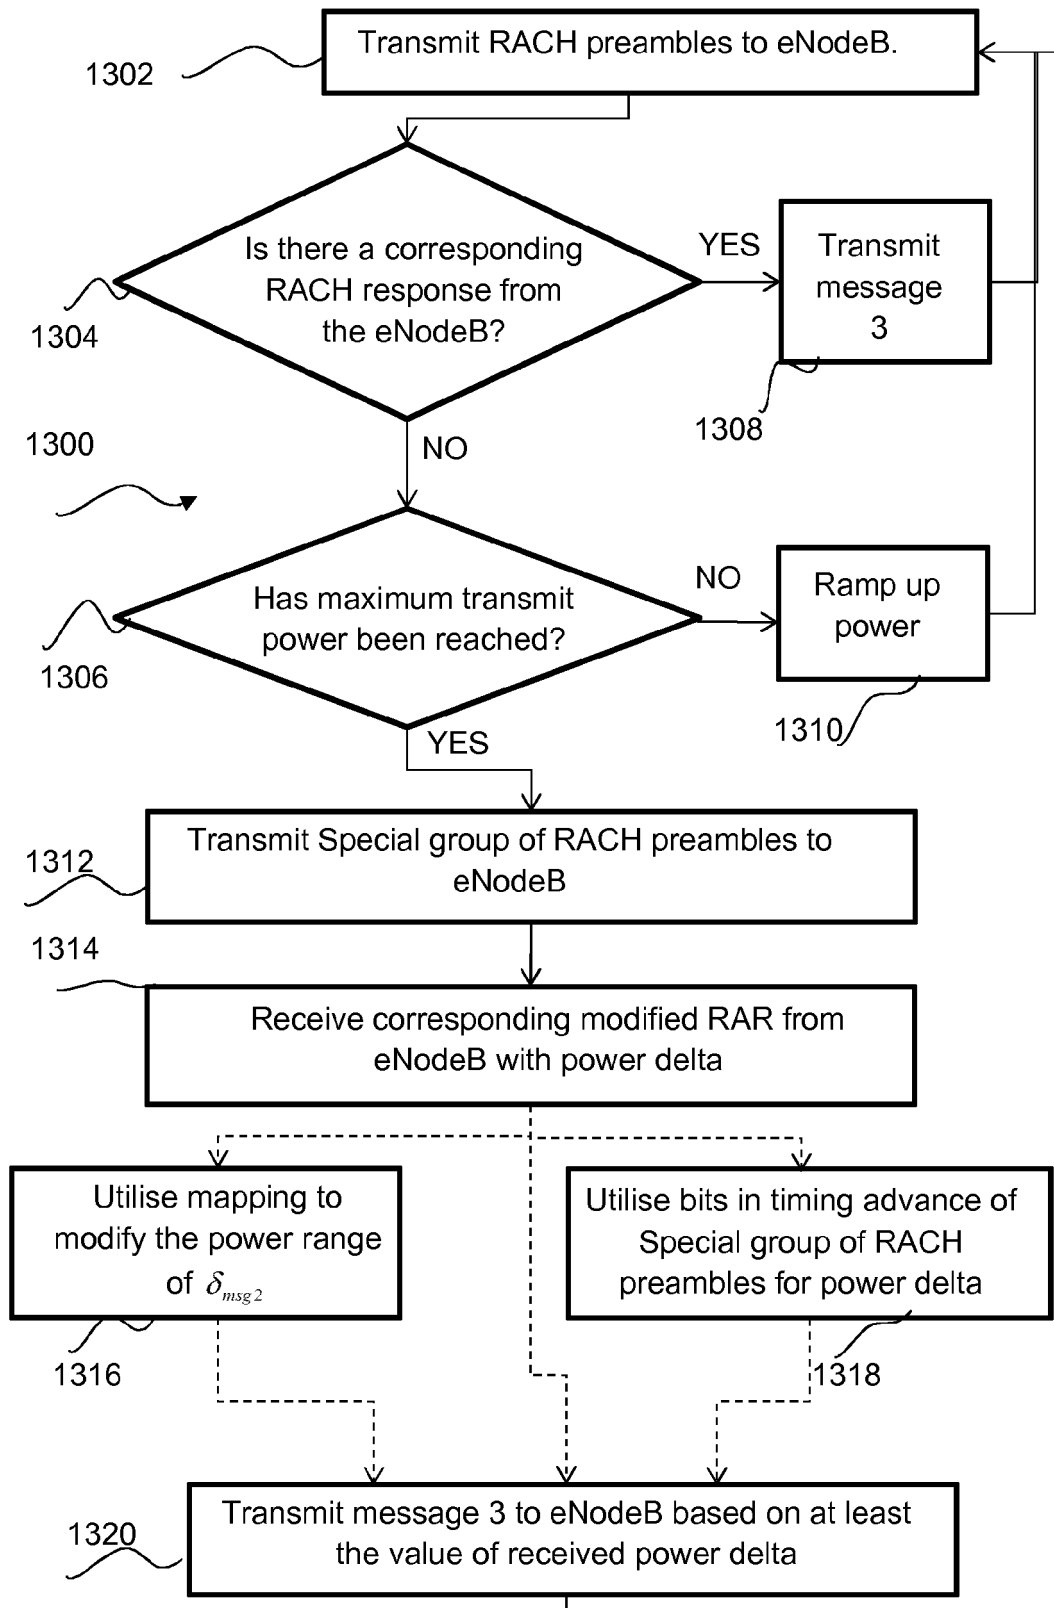 Transmit RACH preambles to eNodeB.
1302
Is there a corresponding
RACH response from
the eNodeB?
1304
YES
Transmit
message
3
1308
NO
1300
Has maximum transmit
power been reached?
1306
NO
Ramp up
power
1310
YES
Transmit Special group of RACH preambles to
eNodeB
1312
1314
Receive corresponding modified RAR from
eNodeB with power delta
Utilise mapping to
modify the power range
of δmsg2
1316
Utilise bits in timing advance of
Special group of RACH
preambles for power delta
1318
Transmit message 3 to eNodeB based on at least
the value of received power delta
1320